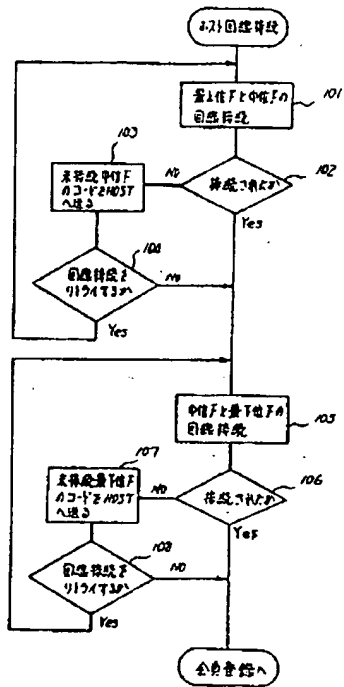 ホスト回線接続
最上位Fと中位Fの
回線接続
101
103
未接続中位F
のコードをHOST
へ送る
NO
接続されたか
102
Yes
104
回線接続を
リトライするか
NO
Yes
中位Fと最下位Fの
回線接続
105
107
未接続最下位F
のコードをHOST
へ送る
NO
接続されたか
106
Yes
108
回線接続を
リトライするか
NO
Yes
会員登録へ